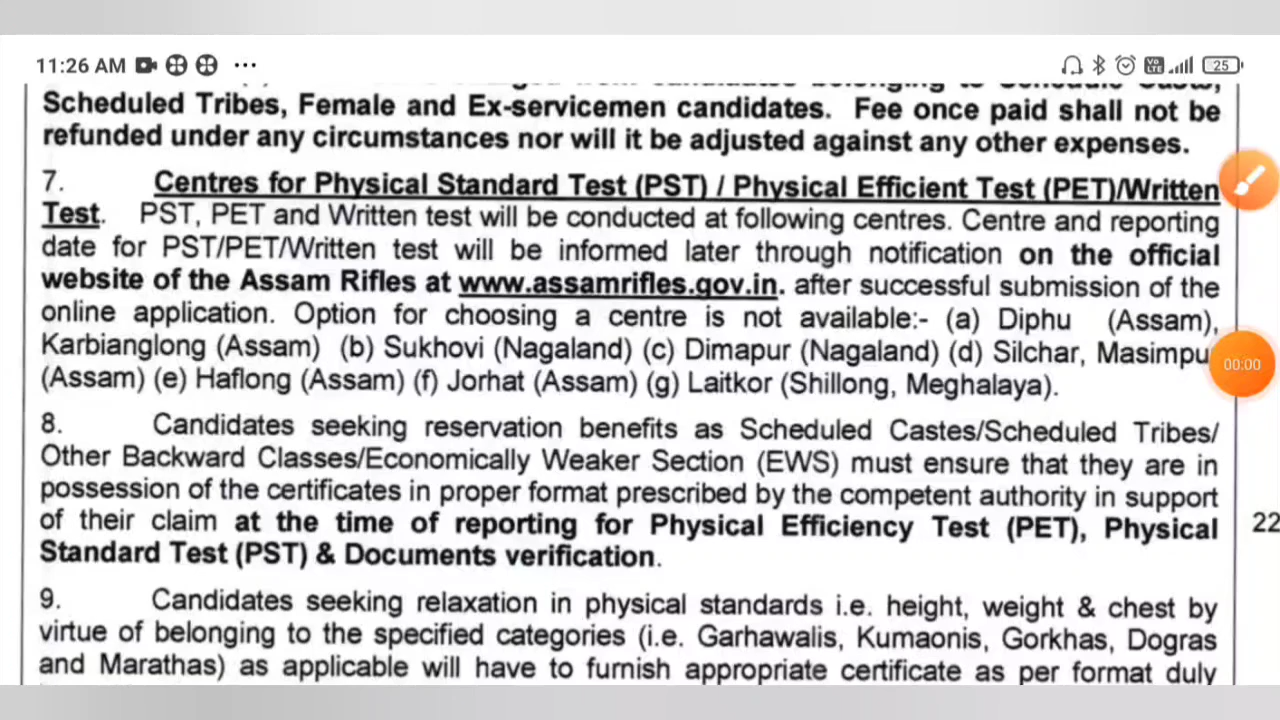 11:26 AM ...
25
Scheduled Tribes, Female and Ex-servicemen candidates. Fee once paid shall not be
refunded under any circumstances nor will it be adjusted against any other expenses.
7. Centres for Physical Standard Test (PST) / Physical Efficient Test (PET)/Written
Test. PST, PET and Written test will be conducted at following centres. Centre and reporting
date for PST/PET/Written test will be informed later through notification on the official
website of the Assam Rifles at www.assamrifles.gov.in. after successful submission of the
online application. Option for choosing a centre is not available:- (a) Diphu (Assam),
Karbianglong (Assam) (b) Sukhovi (Nagaland) (c) Dimapur (Nagaland) (d) Silchar, Masimpu
(Assam) (e) Haflong (Assam) (f) Jorhat (Assam) (g) Laitkor (Shillong, Meghalaya).
00:00
8. Candidates seeking reservation benefits as Scheduled Castes/Scheduled Tribes/
Other Backward Classes/Economically Weaker Section (EWS) must ensure that they are in
possession of the certificates in proper format prescribed by the competent authority in support
of their claim at the time of reporting for Physical Efficiency Test (PET), Physical
Standard Test (PST) & Documents verification.
22
9. Candidates seeking relaxation in physical standards i.e. height, weight & chest by
virtue of belonging to the specified categories (i.e. Garhawalis, Kumaonis, Gorkhas, Dogras
and Marathas) as applicable will have to furnish appropriate certificate as per format duly